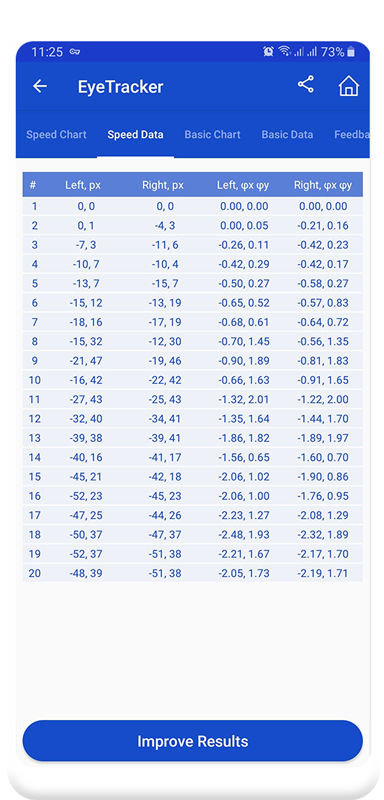 11:25 73%
EyeTracker
Speed Chart Speed Data Basic Chart Basic Data Feedba
# Left, px Right, px Left, φx φy Right, φx φy
1 0, 0 0, 0 0.00, 0.00 0.00, 0.00
2 0, 1 -4, 3 0.00, 0.05 -0.21, 0.16
3 -7, 3 -11, 6 -0.26, 0.11 -0.42, 0.23
4 -10, 7 -10, 4 -0.42, 0.29 -0.42, 0.17
5 -13, 7 -15, 7 -0.50, 0.27 -0.58, 0.27
6 -15, 12 -13, 19 -0.65, 0.52 -0.57, 0.83
7 -18, 16 -17, 19 -0.68, 0.61 -0.64, 0.72
8 -15, 32 -12, 30 -0.70, 1.45 -0.56, 1.35
9 -21, 47 -19, 46 -0.90, 1.89 -0.81, 1.83
10 -16, 42 -22, 42 -0.66, 1.63 -0.91, 1.65
11 -27, 43 -25, 43 -1.32, 2.01 -1.22, 2.00
12 -32, 40 -34, 41 -1.35, 1.64 -1.44, 1.70
13 -39, 38 -39, 41 -1.86, 1.82 -1.89, 1.97
14 -40, 16 -41, 17 -1.56, 0.65 -1.60, 0.70
15 -45, 21 -42, 18 -2.06, 1.02 -1.90, 0.86
16 -52, 23 -45, 23 -2.06, 1.00 -1.76, 0.95
17 -47, 25 -44, 26 -2.23, 1.27 -2.08, 1.29
18 -50, 37 -47, 37 -2.48, 1.93 -2.32, 1.89
19 -52, 37 -51, 38 -2.21, 1.67 -2.17, 1.70
20 -48, 39 -51, 38 -2.05, 1.73 -2.19, 1.71
Improve Results